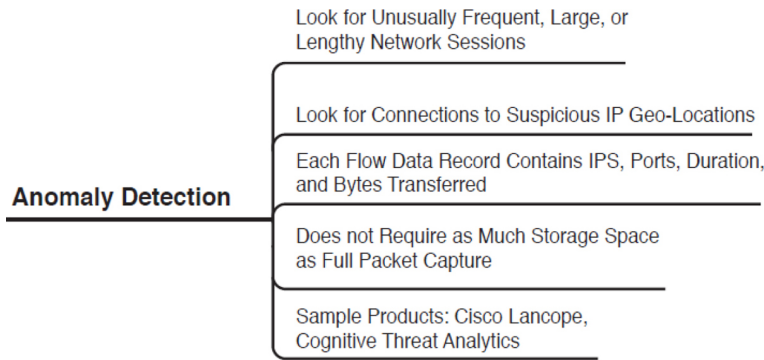 Look for Unusually Frequent, Large, or
Lengthy Network Sessions
Look for Connections to Suspicious IP Geo-Locations
Each Flow Data Record Contains IPS, Ports, Duration,
and Bytes Transferred
Anomaly Detection
Does not Require as Much Storage Space
as Full Packet Capture
Sample Products: Cisco Lancope,
Cognitive Threat Analytics